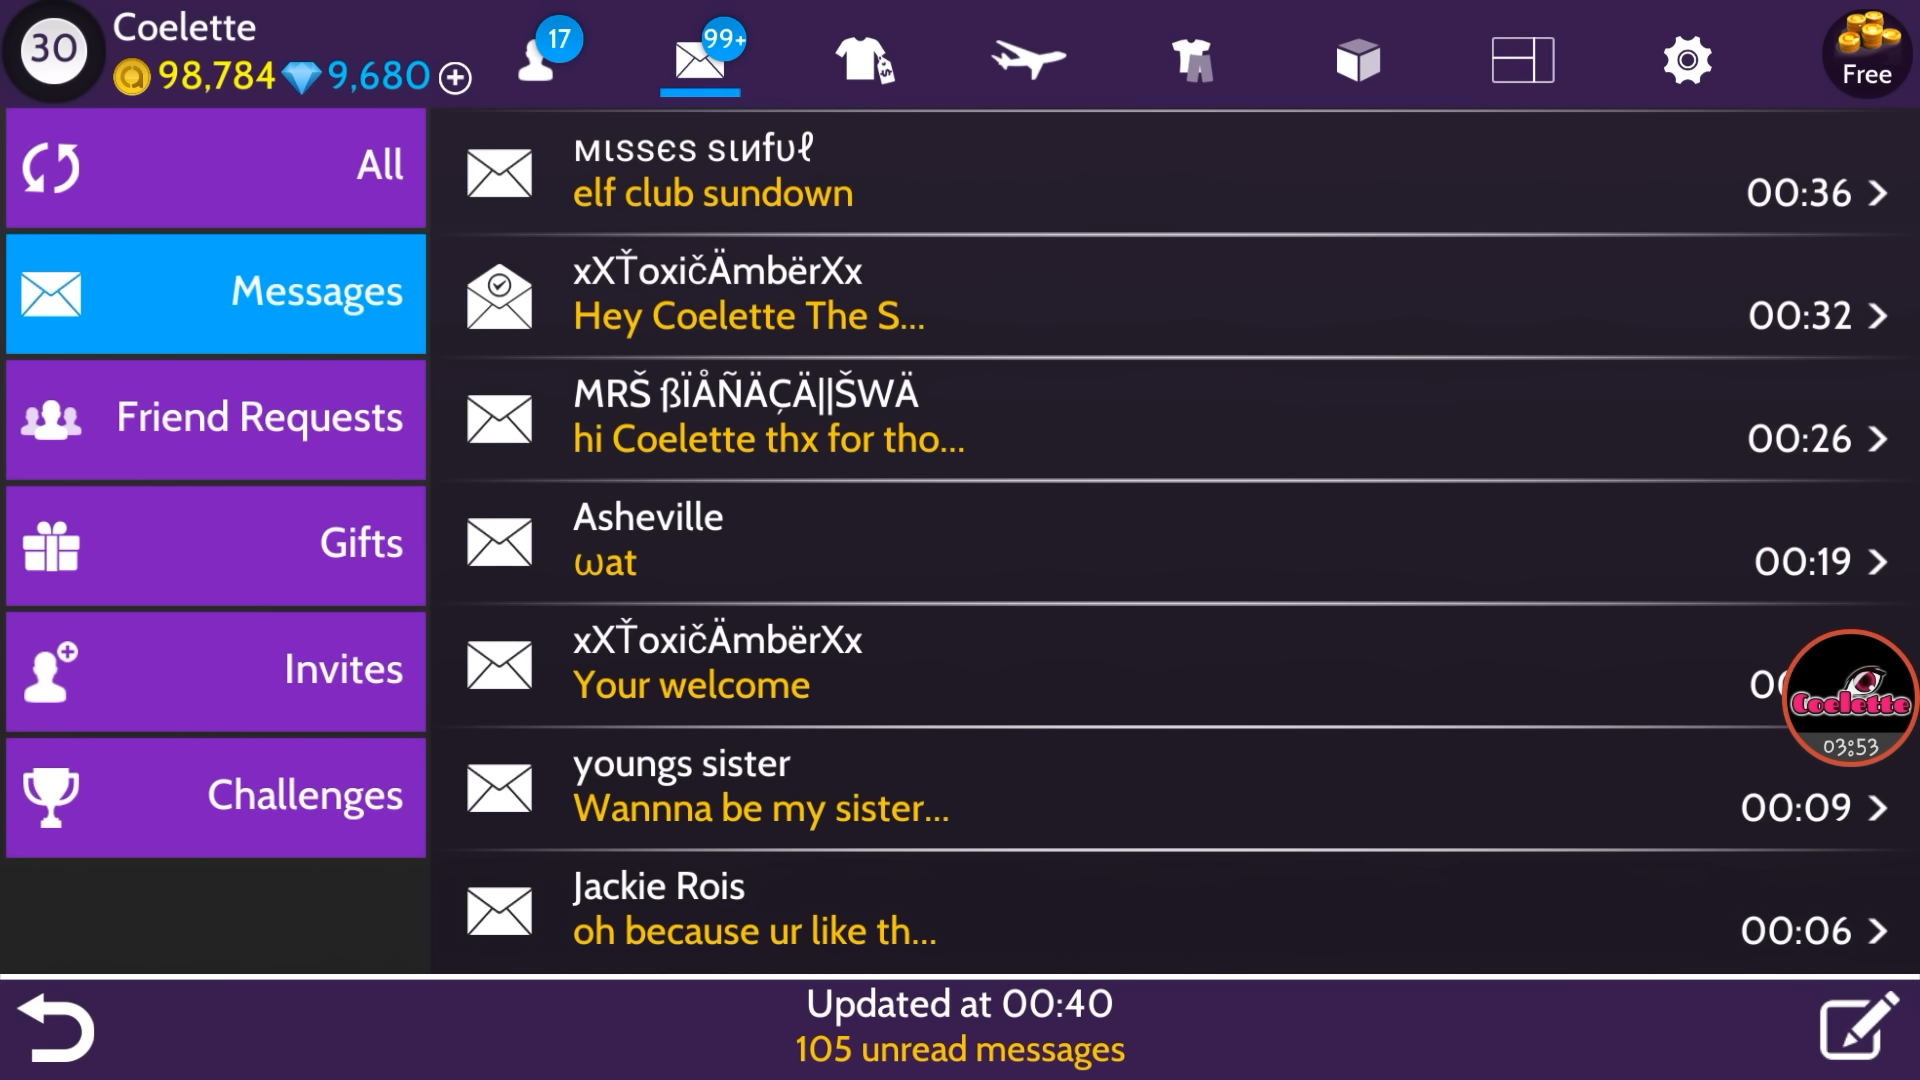 30
Coelette
98,784 9,680
17
99+
Free
All
Messages
Friend Requests
Gifts
Invites
Challenges
мιѕѕєѕ ѕιиfυℓ
elf club sundown
00:36
xXŤoxičÄmbërXx
Hey Coelette The S...
00:32
MRŠ ßÏÅÑÄÇÄ||ŠWÄ
hi Coelette thx for tho...
00:26
Asheville
ωat
00:19
xXŤoxičÄmbërXx
Your welcome
Coelette
03:53
youngs sister
Wannna be my sister...
00:09
Jackie Rois
oh because ur like th...
00:06
Updated at 00:40
105 unread messages